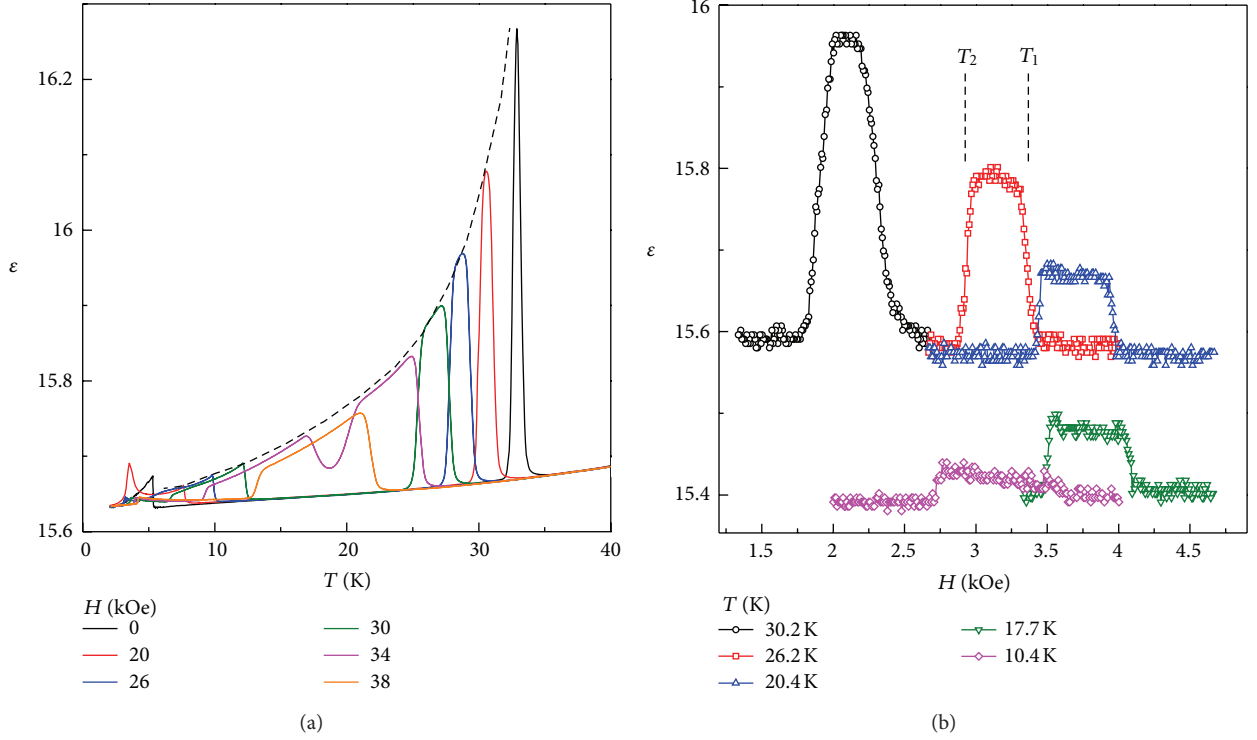 16.2
16
ε
15.8
15.6
0 10 20 30 40
T (K)
H (kOe)
0 30
20 34
26 38
(a)
16
T2 T1
15.8
ε
15.6
15.4
1.5 2 2.5 3 3.5 4 4.5
H (kOe)
T (K)
30.2 K 17.7 K
26.2 K 10.4 K
20.4 K
(b)